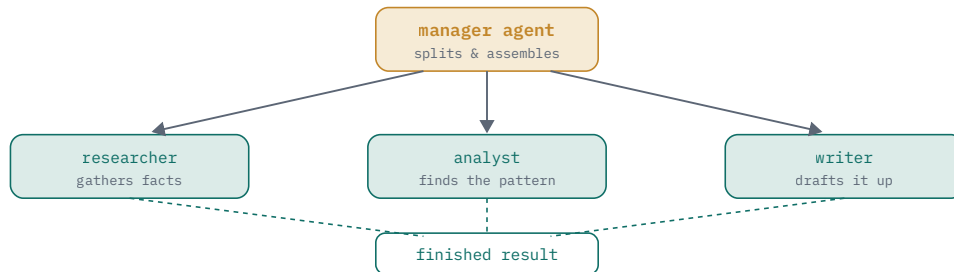 manager agent
splits & assembles
researcher
gathers facts
analyst
finds the pattern
writer
drafts it up
finished result